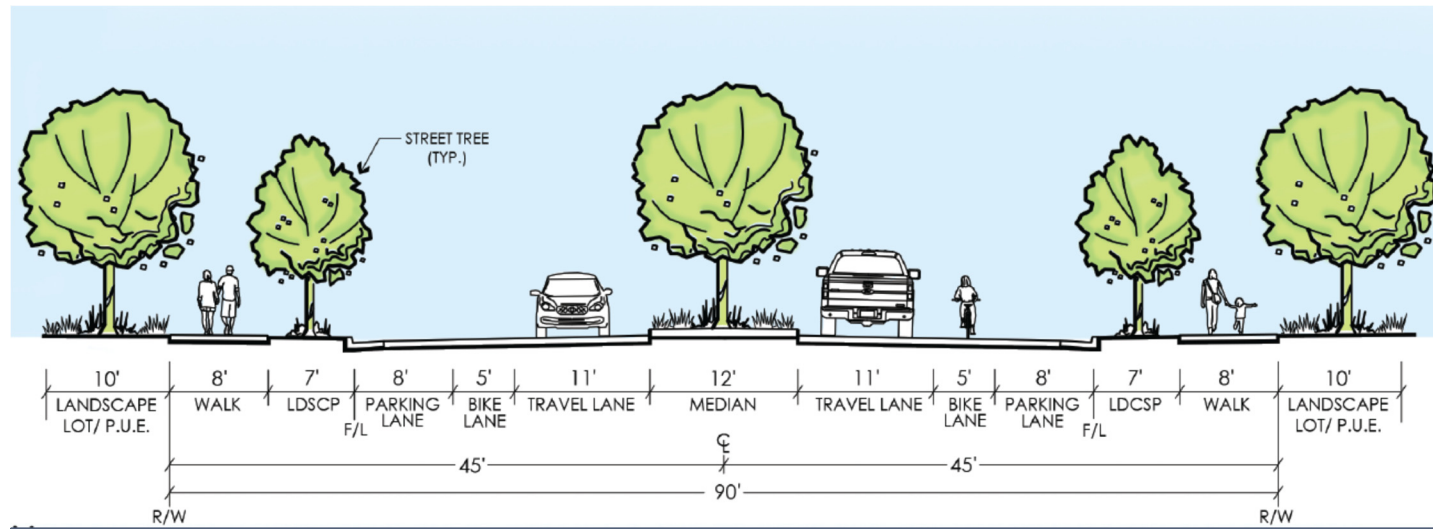 STREET TREE
(TYP.)
10' 8' 7' 8' 5' 11' 12' 11' 5' 8' 7' 8' 10'
LANDSCAPE LOT/ P.U.E.
WALK
LDSCP
F/L
PARKING LANE
BIKE LANE
TRAVEL LANE
MEDIAN
TRAVEL LANE
BIKE LANE
PARKING LANE
F/L
LDCSP
WALK
LANDSCAPE LOT/ P.U.E.
℄
45' 45'
90'
R/W R/W